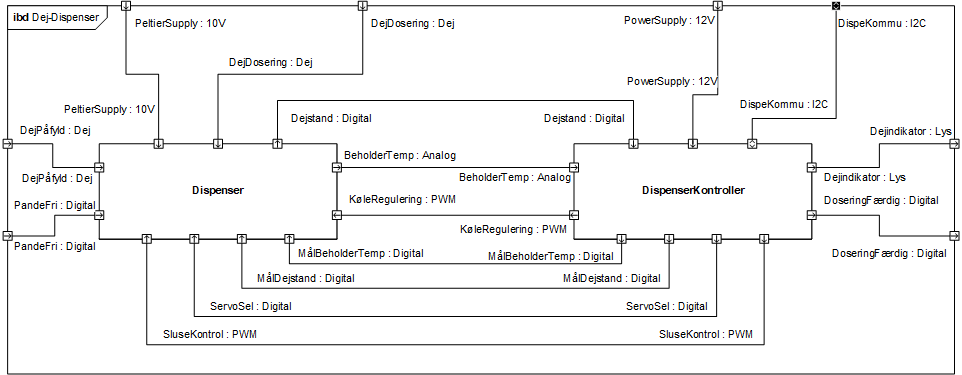 ibd Dej-Dispenser
PeltierSupply : 10V
DejDosering : Dej
PowerSupply : 12V
DispeKommu : I2C
DejDosering : Dej
PowerSupply : 12V
PeltierSupply : 10V
DispeKommu : I2C
Dejstand : Digital
Dejstand : Digital
DejPåfyld : Dej
Dejindikator : Lys
BeholderTemp : Analog
DejPåfyld : Dej
BeholderTemp : Analog
Dejindikator : Lys
Dispenser
DispenserKontroller
PandeFri : Digital
KøleRegulering : PWM
DoseringFærdig : Digital
PandeFri : Digital
KøleRegulering : PWM
DoseringFærdig : Digital
MålBeholderTemp : Digital
MålBeholderTemp : Digital
MålDejstand : Digital
MålDejstand : Digital
ServoSel : Digital
ServoSel : Digital
SluseKontrol : PWM
SluseKontrol : PWM